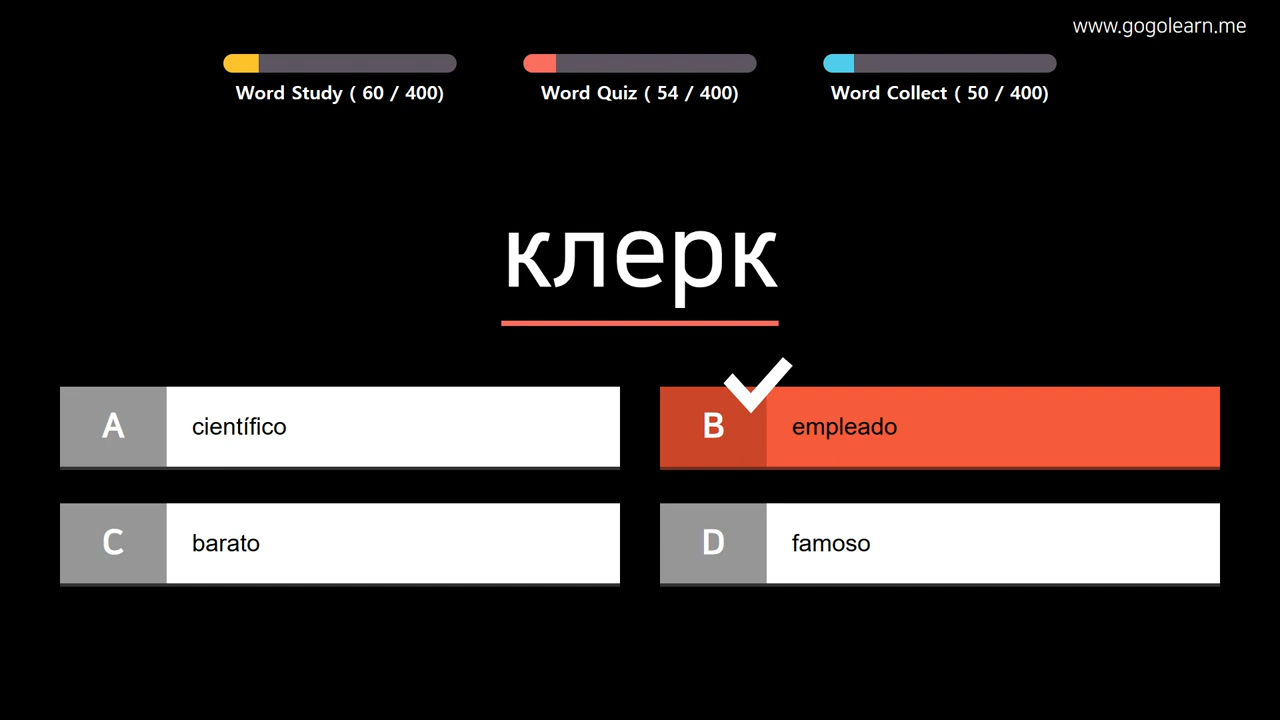 www.gogolearn.me
Word Study ( 60 / 400)
Word Quiz ( 54 / 400)
Word Collect ( 50 / 400)
клерк
A científico
B empleado
C barato
D famoso